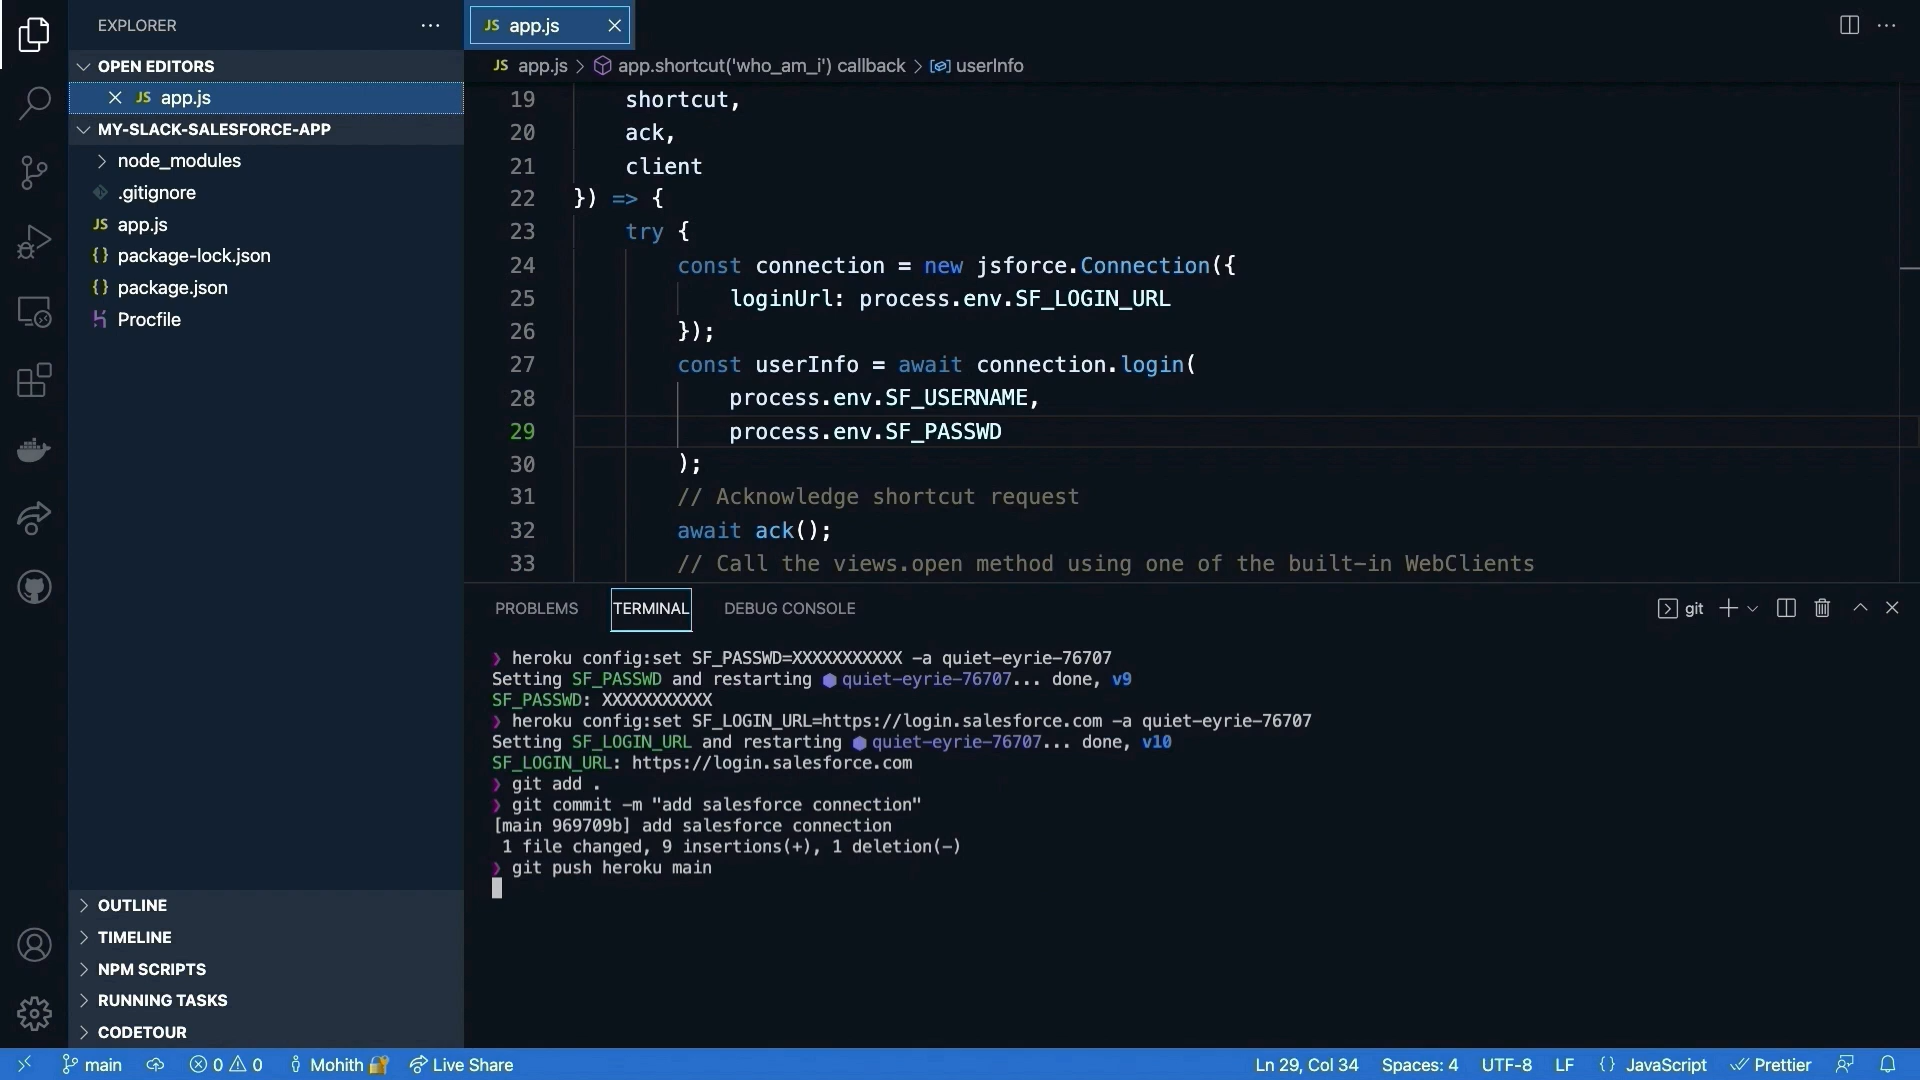 EXPLORER
OPEN EDITORS
JS app.js
MY-SLACK-SALESFORCE-APP
node_modules
.gitignore
JS app.js
{} package-lock.json
{} package.json
Procfile
OUTLINE
TIMELINE
NPM SCRIPTS
RUNNING TASKS
CODETOUR
JS app.js
JS app.js > app.shortcut('who_am_i') callback > userInfo
19 shortcut,
20 ack,
21 client
22 }) => {
23 try {
24 const connection = new jsforce.Connection({
25 loginUrl: process.env.SF_LOGIN_URL
26 });
27 const userInfo = await connection.login(
28 process.env.SF_USERNAME,
29 process.env.SF_PASSWD
30 );
31 // Acknowledge shortcut request
32 await ack();
33 // Call the views.open method using one of the built-in WebClients
PROBLEMS TERMINAL DEBUG CONSOLE git
❯ heroku config:set SF_PASSWD=XXXXXXXXXXX -a quiet-eyrie-76707
Setting SF_PASSWD and restarting ⬢ quiet-eyrie-76707... done, v9
SF_PASSWD: XXXXXXXXXXX
❯ heroku config:set SF_LOGIN_URL=https://login.salesforce.com -a quiet-eyrie-76707
Setting SF_LOGIN_URL and restarting ⬢ quiet-eyrie-76707... done, v10
SF_LOGIN_URL: https://login.salesforce.com
❯ git add .
❯ git commit -m "add salesforce connection"
[main 969709b] add salesforce connection
1 file changed, 9 insertions(+), 1 deletion(-)
❯ git push heroku main
main 0 0 Mohith Live Share Ln 29, Col 34 Spaces: 4 UTF-8 LF {} JavaScript Prettier